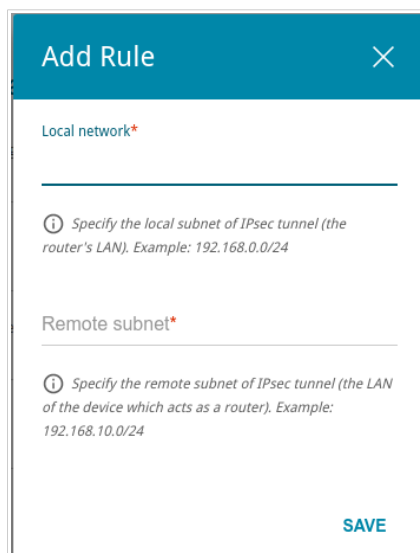 Add Rule
Local network*
Specify the local subnet of IPsec tunnel (the
router's LAN). Example: 192.168.0.0/24
Remote subnet*
Specify the remote subnet of IPsec tunnel (the LAN
of the device which acts as a router). Example:
192.168.10.0/24
SAVE